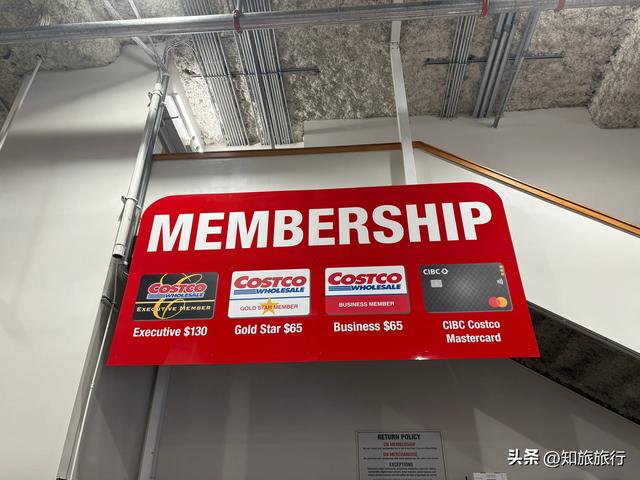 MEMBERSHIP
COSTCO
WHOLESALE
EXECUTIVE MEMBER
Executive $130
COSTCO
WHOLESALE
GOLD STAR MEMBER
Gold Star $65
COSTCO
WHOLESALE
BUSINESS MEMBER
Business $65
CIBC
CIBC Costco
Mastercard
RETURN POLICY
ON MEMBERSHIP
ON MERCHANDISE
EXCEPTIONS
头条 @知旅旅行